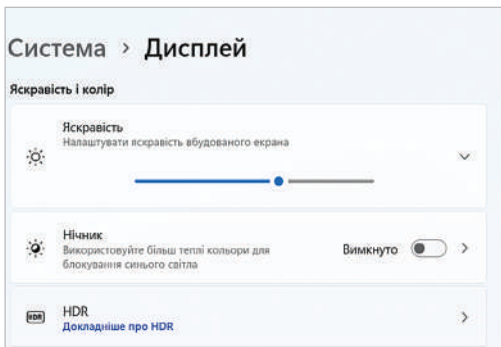 Система > Дисплей
Яскравість і колір
Яскравість
Налаштувати яскравість вбудованого екрана
Нічник
Використовуйте більш теплі кольори для
блокування синього світла
Вимкнуто
HDR
HDR
Докладніше про HDR